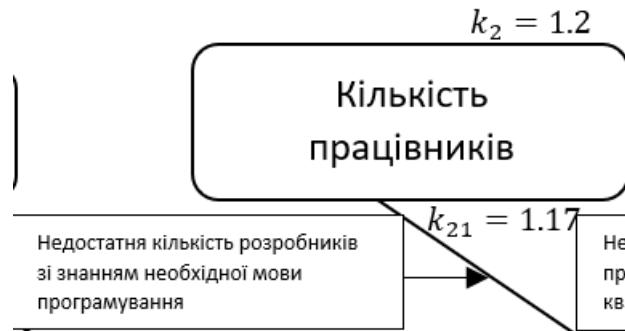 k₂ = 1.2
Кількість
працівників
k₂₁ = 1.17
Недостатня кількість розробників
зі знанням необхідної мови
програмування